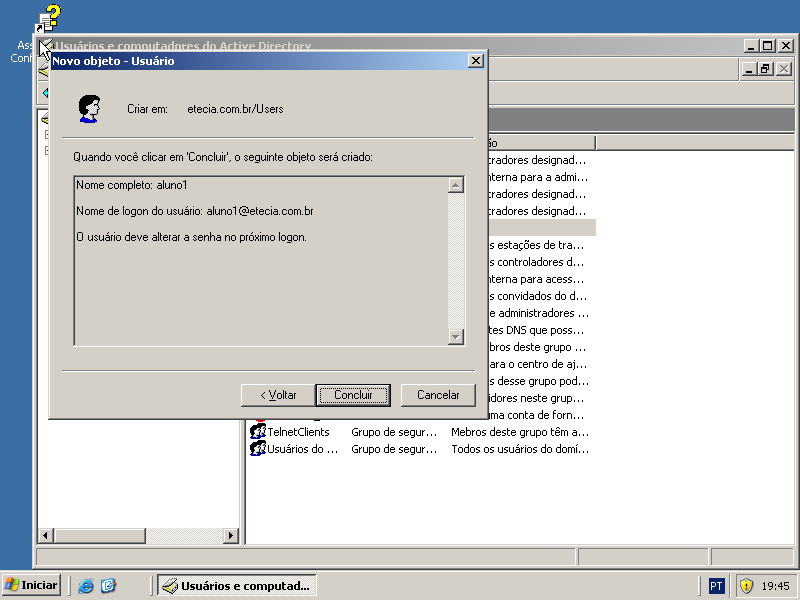 Usuários e computadores do Active Directory
Novo objeto - Usuário
Criar em: etecia.com.br/Users
Quando você clicar em 'Concluir', o seguinte objeto será criado:
Nome completo: aluno1
Nome de logon do usuário: aluno1@etecia.com.br
O usuário deve alterar a senha no próximo logon.
< Voltar
Concluir
Cancelar
tradores designad...
nterna para a admi...
tradores designad...
tradores designad...
s estações de tra...
s controladores d...
nterna para acess...
s convidados do d...
e administradores ...
tes DNS que poss...
bros deste grupo ...
ara o centro de aj...
s desse grupo pod...
idores neste grup...
uma conta de forn...
TelnetClients Grupo de segur... Mebros deste grupo têm a...
Usuários do ... Grupo de segur... Todos os usuários do domí...
Iniciar
Usuários e computad...
PT
19:45